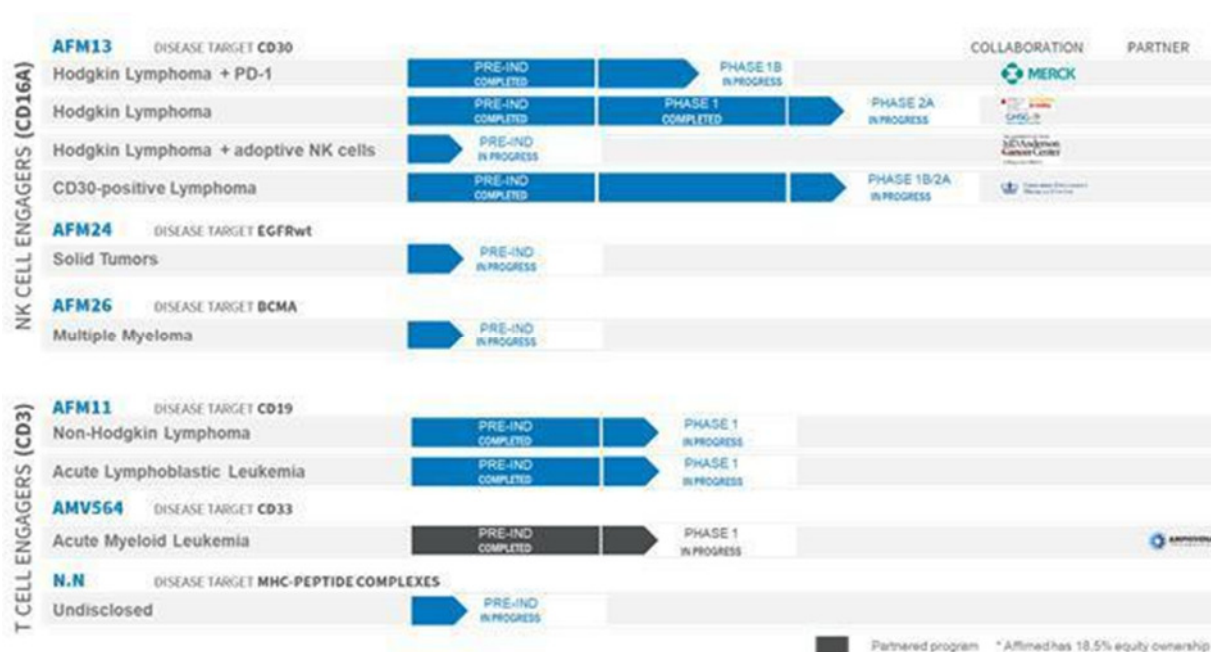 AFM13 DISEASE TARGET CD30 COLLABORATION PARTNER
Hodgkin Lymphoma + PD-1 PRE-IND COMPLETED PHASE 1B IN PROGRESS MERCK
Hodgkin Lymphoma PRE-IND COMPLETED PHASE 1 COMPLETED PHASE 2A IN PROGRESS GHSG
Hodgkin Lymphoma + adoptive NK cells PRE-IND IN PROGRESS MDAnderson Cancer Center
CD30-positive Lymphoma PRE-IND COMPLETED PHASE 1B/2A IN PROGRESS
AFM24 DISEASE TARGET EGFRwt
Solid Tumors PRE-IND IN PROGRESS
AFM26 DISEASE TARGET BCMA
Multiple Myeloma PRE-IND IN PROGRESS
NK CELL ENGAGERS (CD16A)
AFM11 DISEASE TARGET CD19
Non-Hodgkin Lymphoma PRE-IND COMPLETED PHASE 1 IN PROGRESS
Acute Lymphoblastic Leukemia PRE-IND COMPLETED PHASE 1 IN PROGRESS
AMV564 DISEASE TARGET CD33
Acute Myeloid Leukemia PRE-IND COMPLETED PHASE 1 IN PROGRESS
N.N DISEASE TARGET MHC-PEPTIDE COMPLEXES
Undisclosed PRE-IND IN PROGRESS
T CELL ENGAGERS (CD3)
Partnered program * Affimed has 18.5% equity ownership